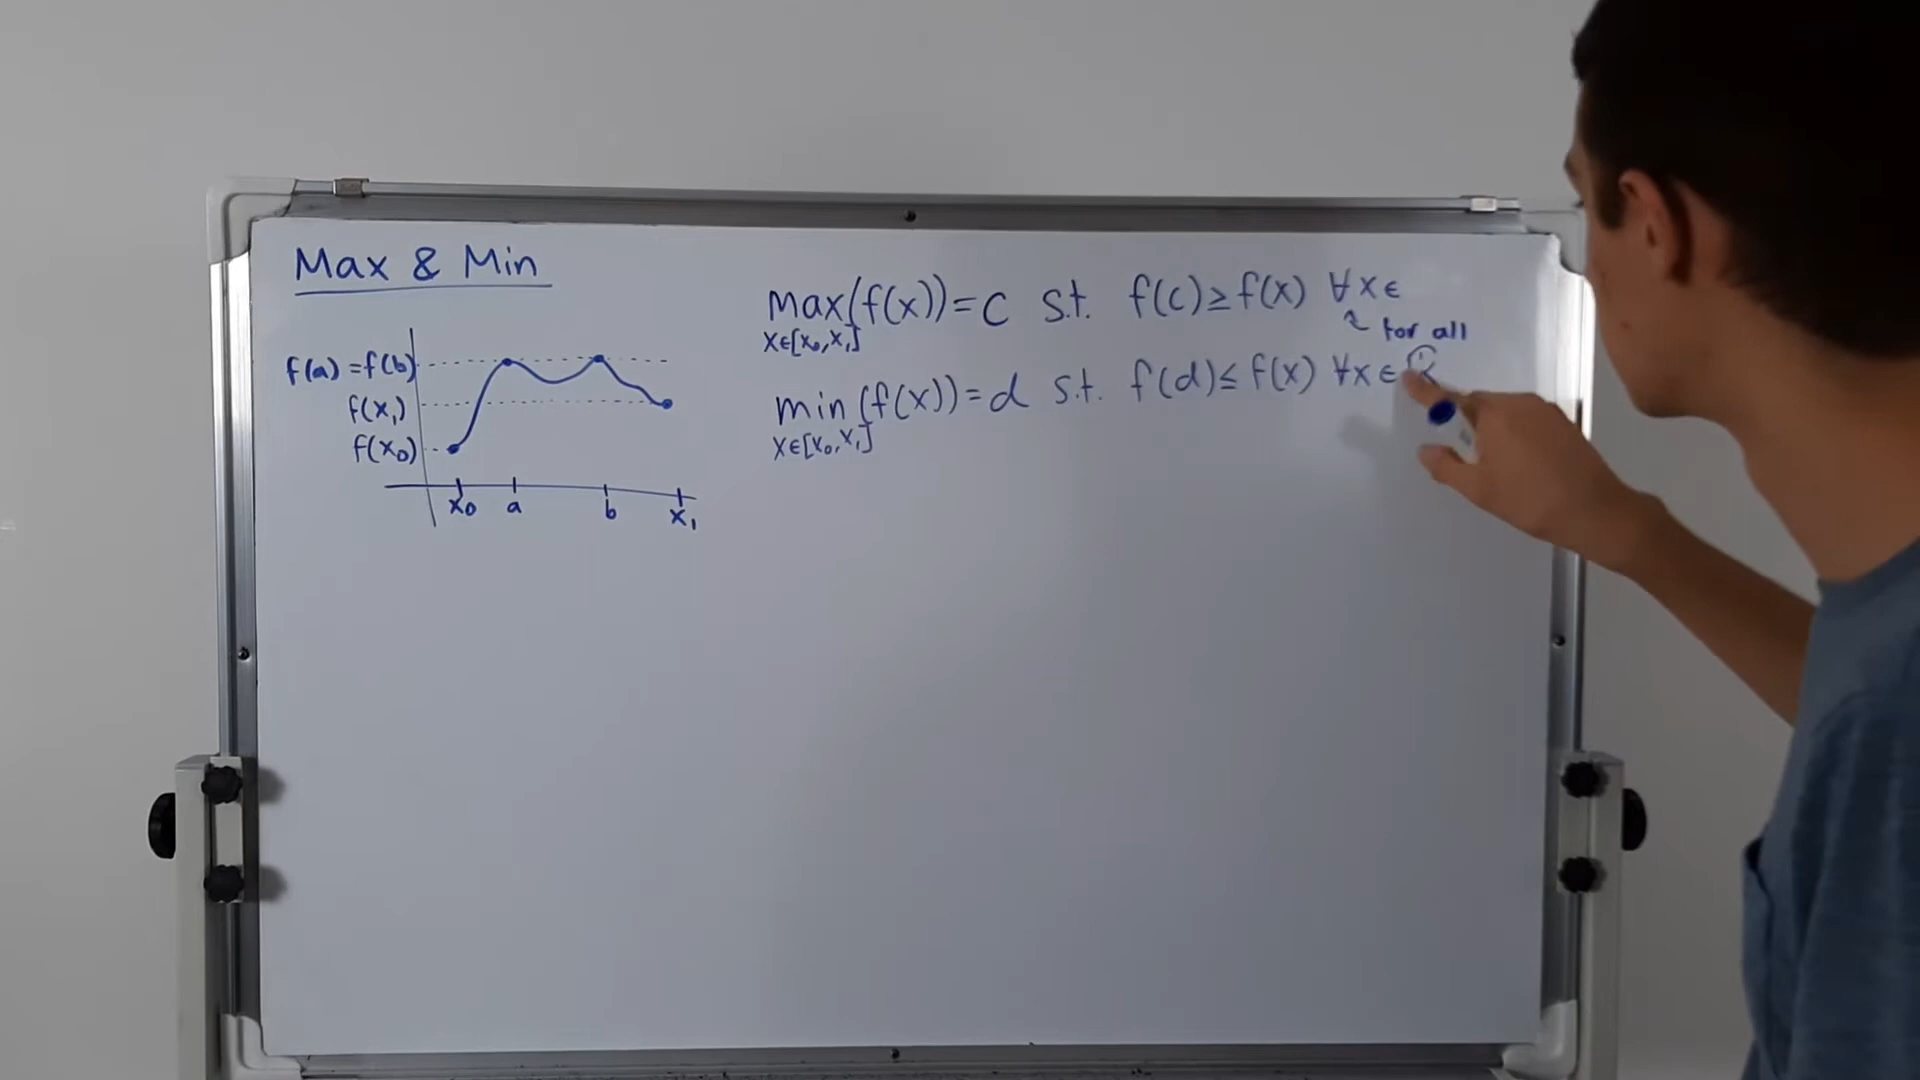 Max & Min
f(a) = f(b)
f(x₁)
f(x₀)
x₀ a b x₁
max(f(x)) = c s.t. f(c) ≥ f(x) ∀x∈
x∈[x₀,x₁]
for all
min(f(x)) = d s.t. f(d) ≤ f(x) ∀x∈
x∈[x₀,x₁]